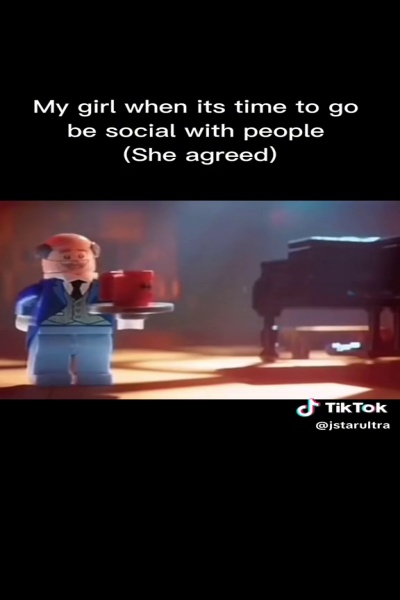 My girl when its time to go
be social with people
(She agreed)
TikTok
@jstarultra